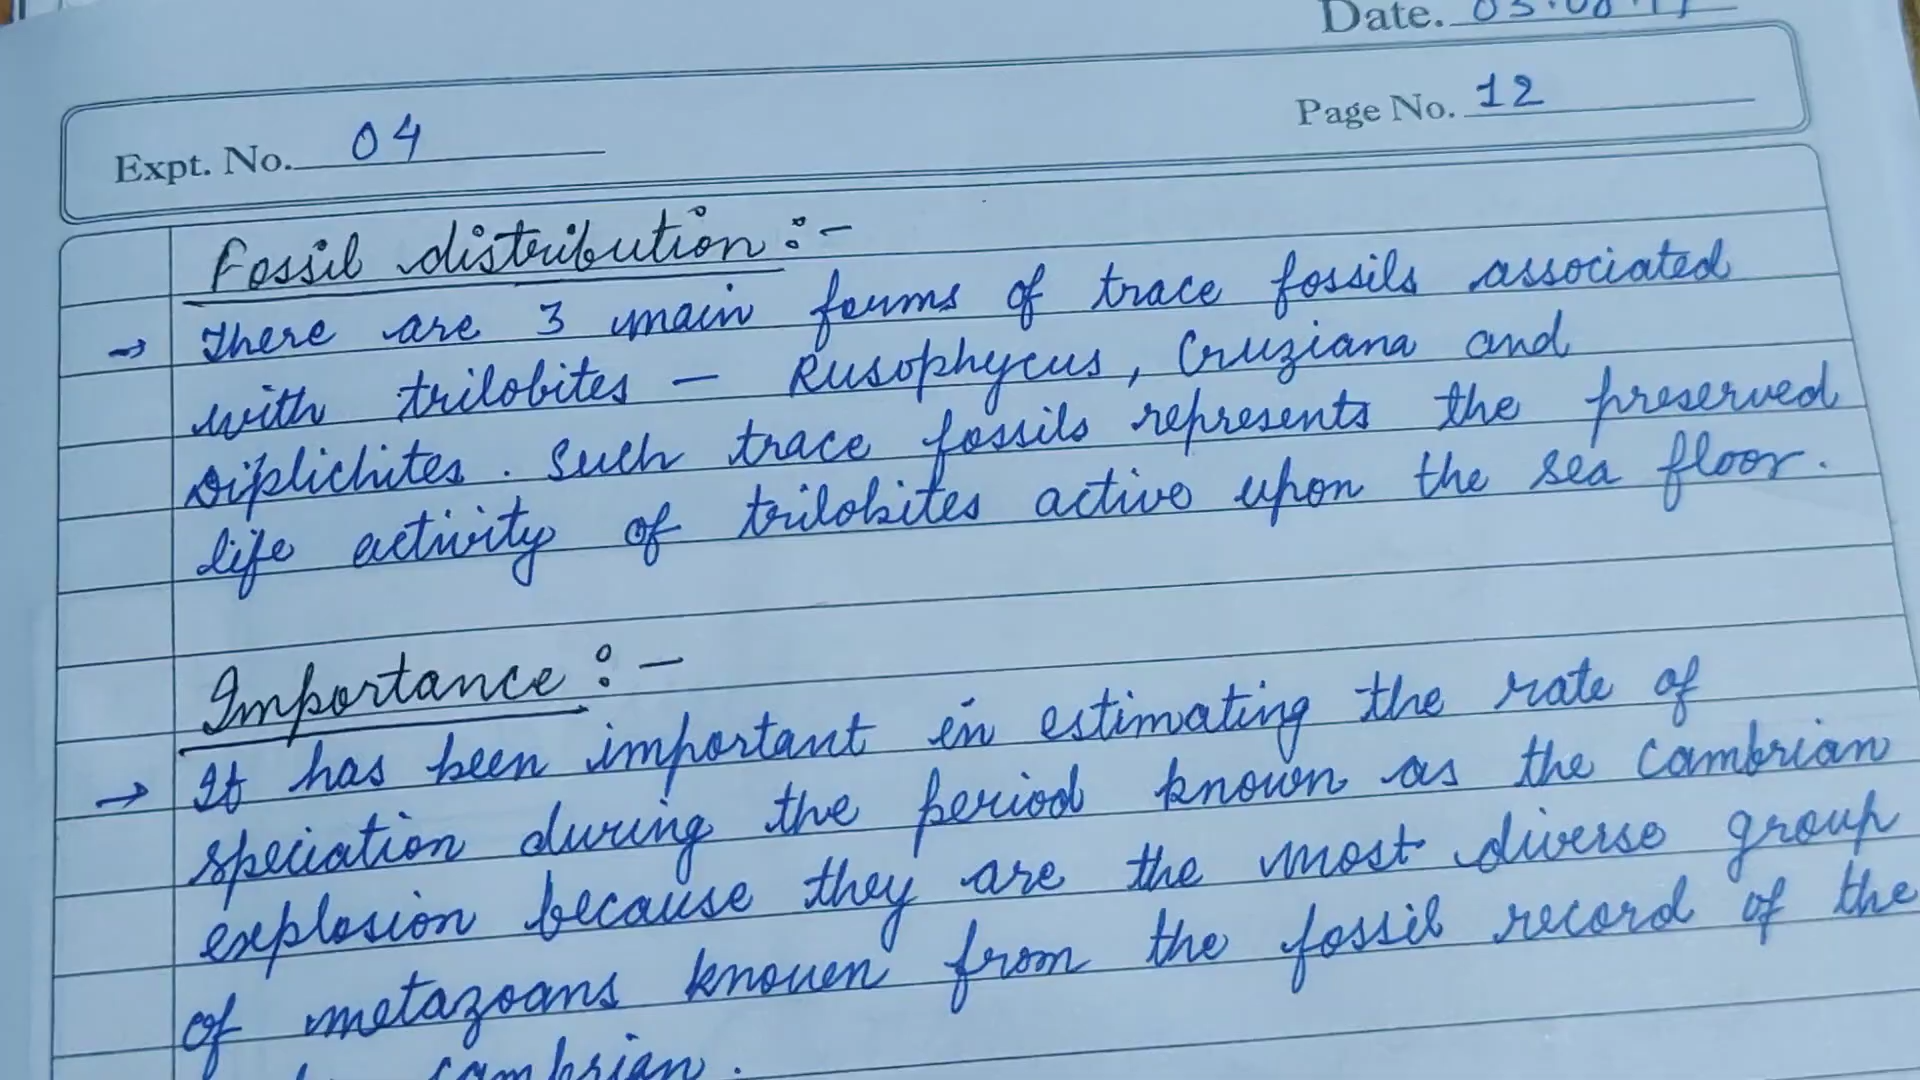 Date.
Expt. No. 04
Page No. 12
Fossil distribution :-
→ There are 3 main forms of trace fossils associated
with trilobites — Rusophycus, Cruziana and
Diplichites. Such trace fossils represents the preserved
life activity of trilobites active upon the sea floor.
Importance :-
→ It has been important in estimating the rate of
speciation during the period known as the cambrian
explosion because they are the most diverse group
of metazoans known from the fossil record of the
cambrian.